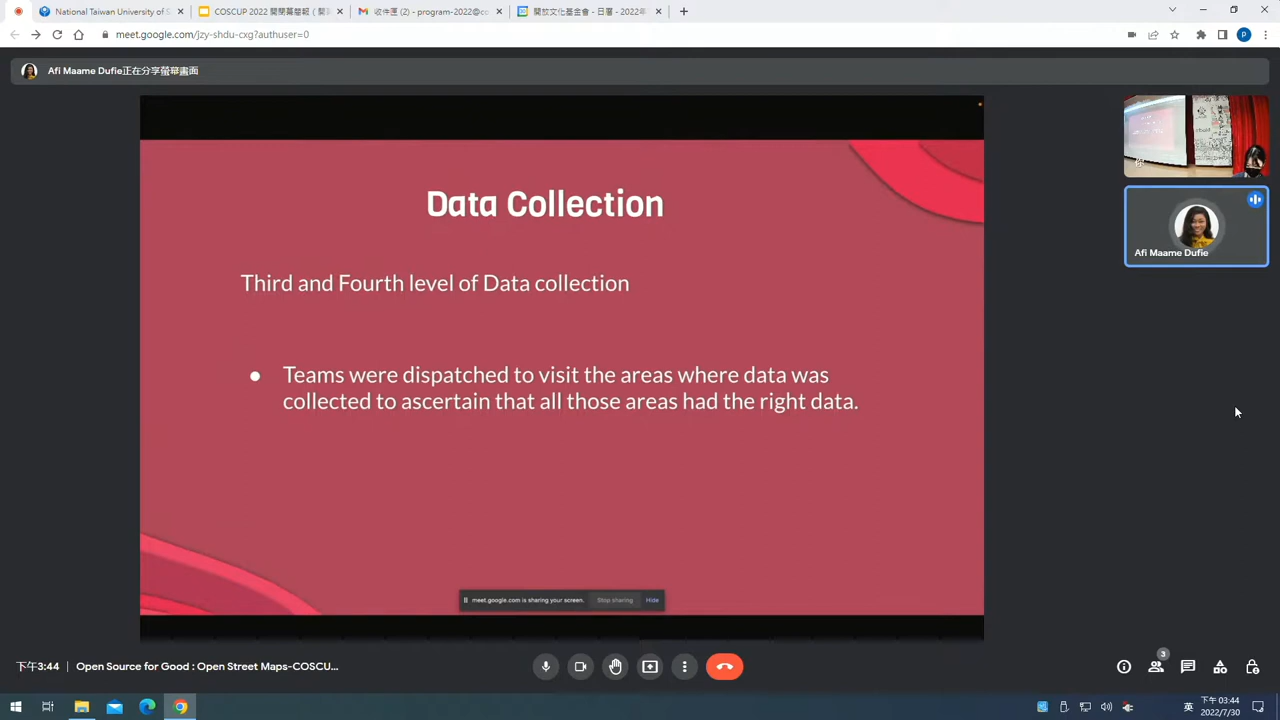 National Taiwan University of S
COSCUP 2022 開閉幕簡報 ( 開幕
收件匣 (2) - program-2022@co
開放文化基金會 - 日曆 - 2022年
meet.google.com/jzy-shdu-cxg?authuser=0
Afi Maame Dufie正在分享螢幕畫面
Data Collection
Third and Fourth level of Data collection
● Teams were dispatched to visit the areas where data was
collected to ascertain that all those areas had the right data.
meet.google.com is sharing your screen. Stop sharing Hide
你
Afi Maame Dufie
下午3:44 | Open Source for Good : Open Street Maps-COSCU...
3
英
下午 03:44
2022/7/30